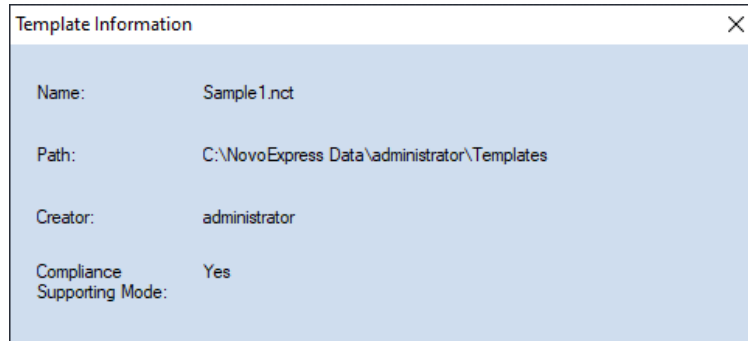 Template Information
Name: Sample1.nct
Path: C:\NovoExpress Data\administrator\Templates
Creator: administrator
Compliance Yes
Supporting Mode: